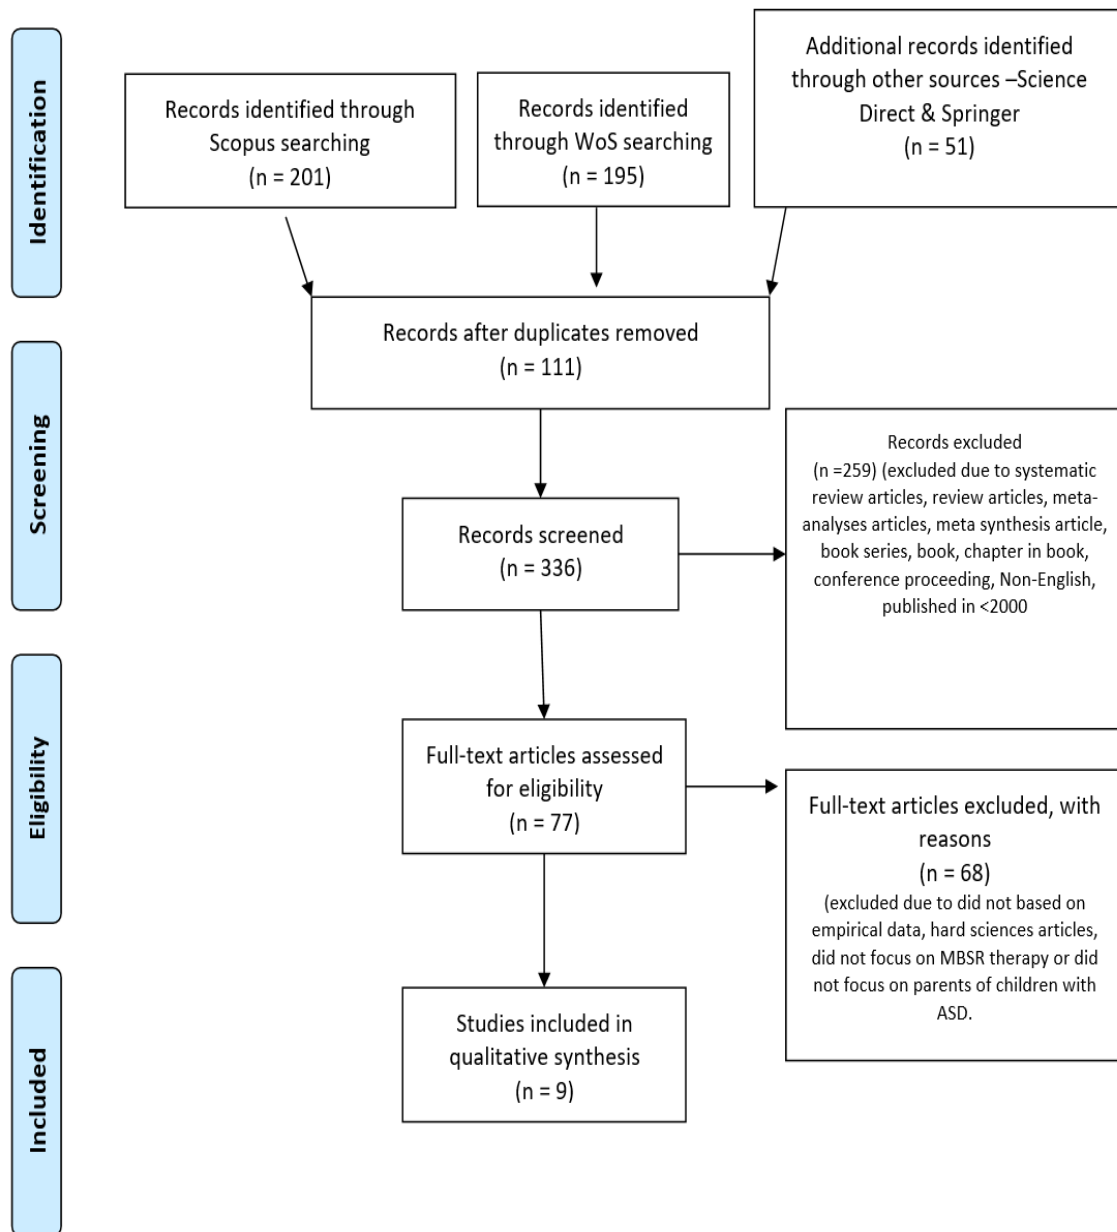 Identification
Records identified through
Scopus searching
(n = 201)
Records identified
through WoS searching
(n = 195)
Additional records identified
through other sources –Science
Direct & Springer
(n = 51)
Records after duplicates removed
(n = 111)
Screening
Records screened
(n = 336)
Records excluded
(n =259) (excluded due to systematic
review articles, review articles, meta-
analyses articles, meta synthesis article,
book series, book, chapter in book,
conference proceeding, Non-English,
published in <2000
Eligibility
Full-text articles assessed
for eligibility
(n = 77)
Full-text articles excluded, with
reasons
(n = 68)
(excluded due to did not based on
empirical data, hard sciences articles,
did not focus on MBSR therapy or did
not focus on parents of children with
ASD.
Included
Studies included in
qualitative synthesis
(n = 9)